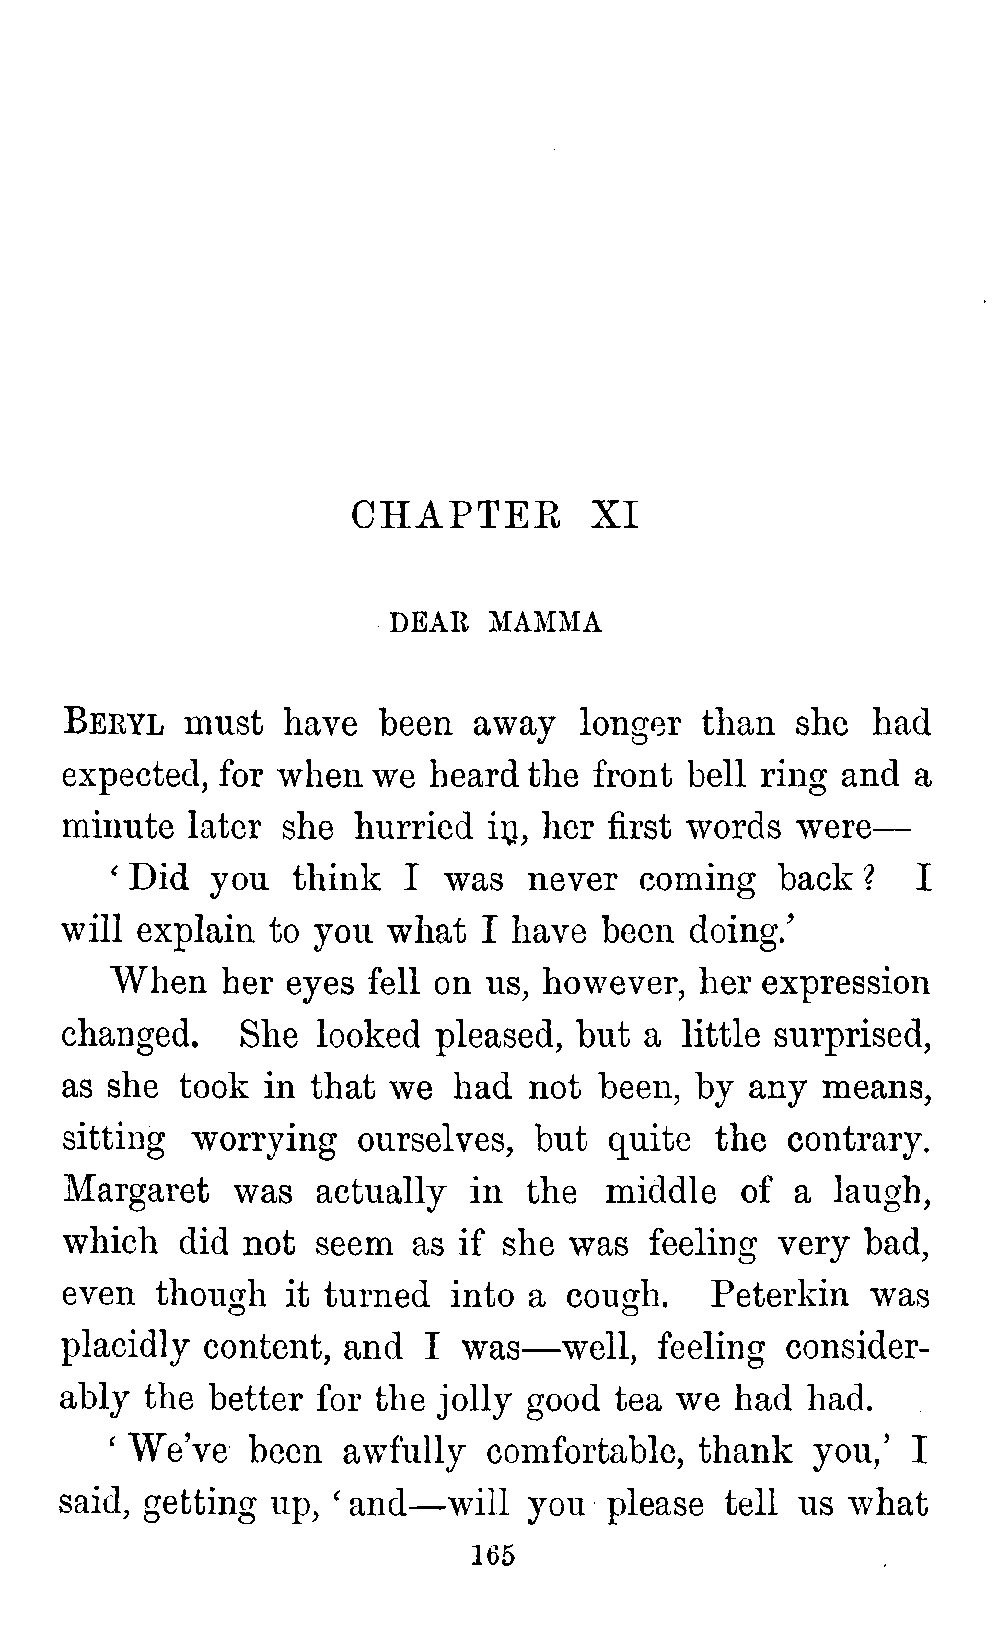 CHAPTER XI
DEAR MAMMA
BERYL must have been away longer than she had
expected, for when we heard the front bell ring and a
minute later she hurried in, her first words were—
‘Did you think I was never coming back? I
will explain to you what I have been doing.’
When her eyes fell on us, however, her expression
changed. She looked pleased, but a little surprised,
as she took in that we had not been, by any means,
sitting worrying ourselves, but quite the contrary.
Margaret was actually in the middle of a laugh,
which did not seem as if she was feeling very bad,
even though it turned into a cough. Peterkin was
placidly content, and I was—well, feeling consider-
ably the better for the jolly good tea we had had.
‘We’ve been awfully comfortable, thank you,’ I
said, getting up, ‘and—will you please tell us what
165